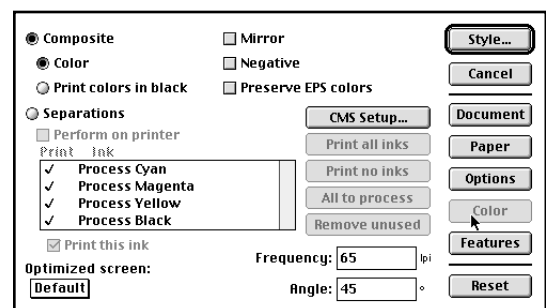 Composite
Mirror
Style...
Color
Negative
Cancel
Print colors in black
Preserve EPS colors
Separations
CMS Setup...
Document
Perform on printer
Print all inks
Paper
Print Ink
✓ Process Cyan
✓ Process Magenta
✓ Process Yellow
✓ Process Black
Print no inks
Options
All to process
Color
Remove unused
Print this ink
Features
Frequency: 65 lpi
Optimized screen:
Default
Angle: 45 °
Reset